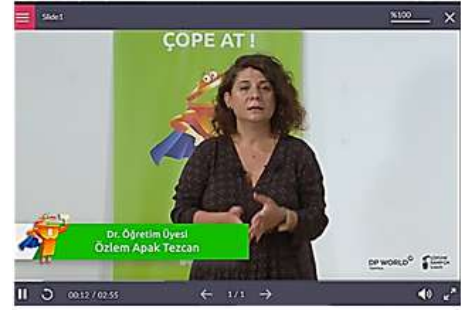 Slide1
%100
ÇÖPE AT !
Dr. Öğretim Üyesi
Özlem Apak Tezcan
DP WORLD
00:12 / 02:55
1/1